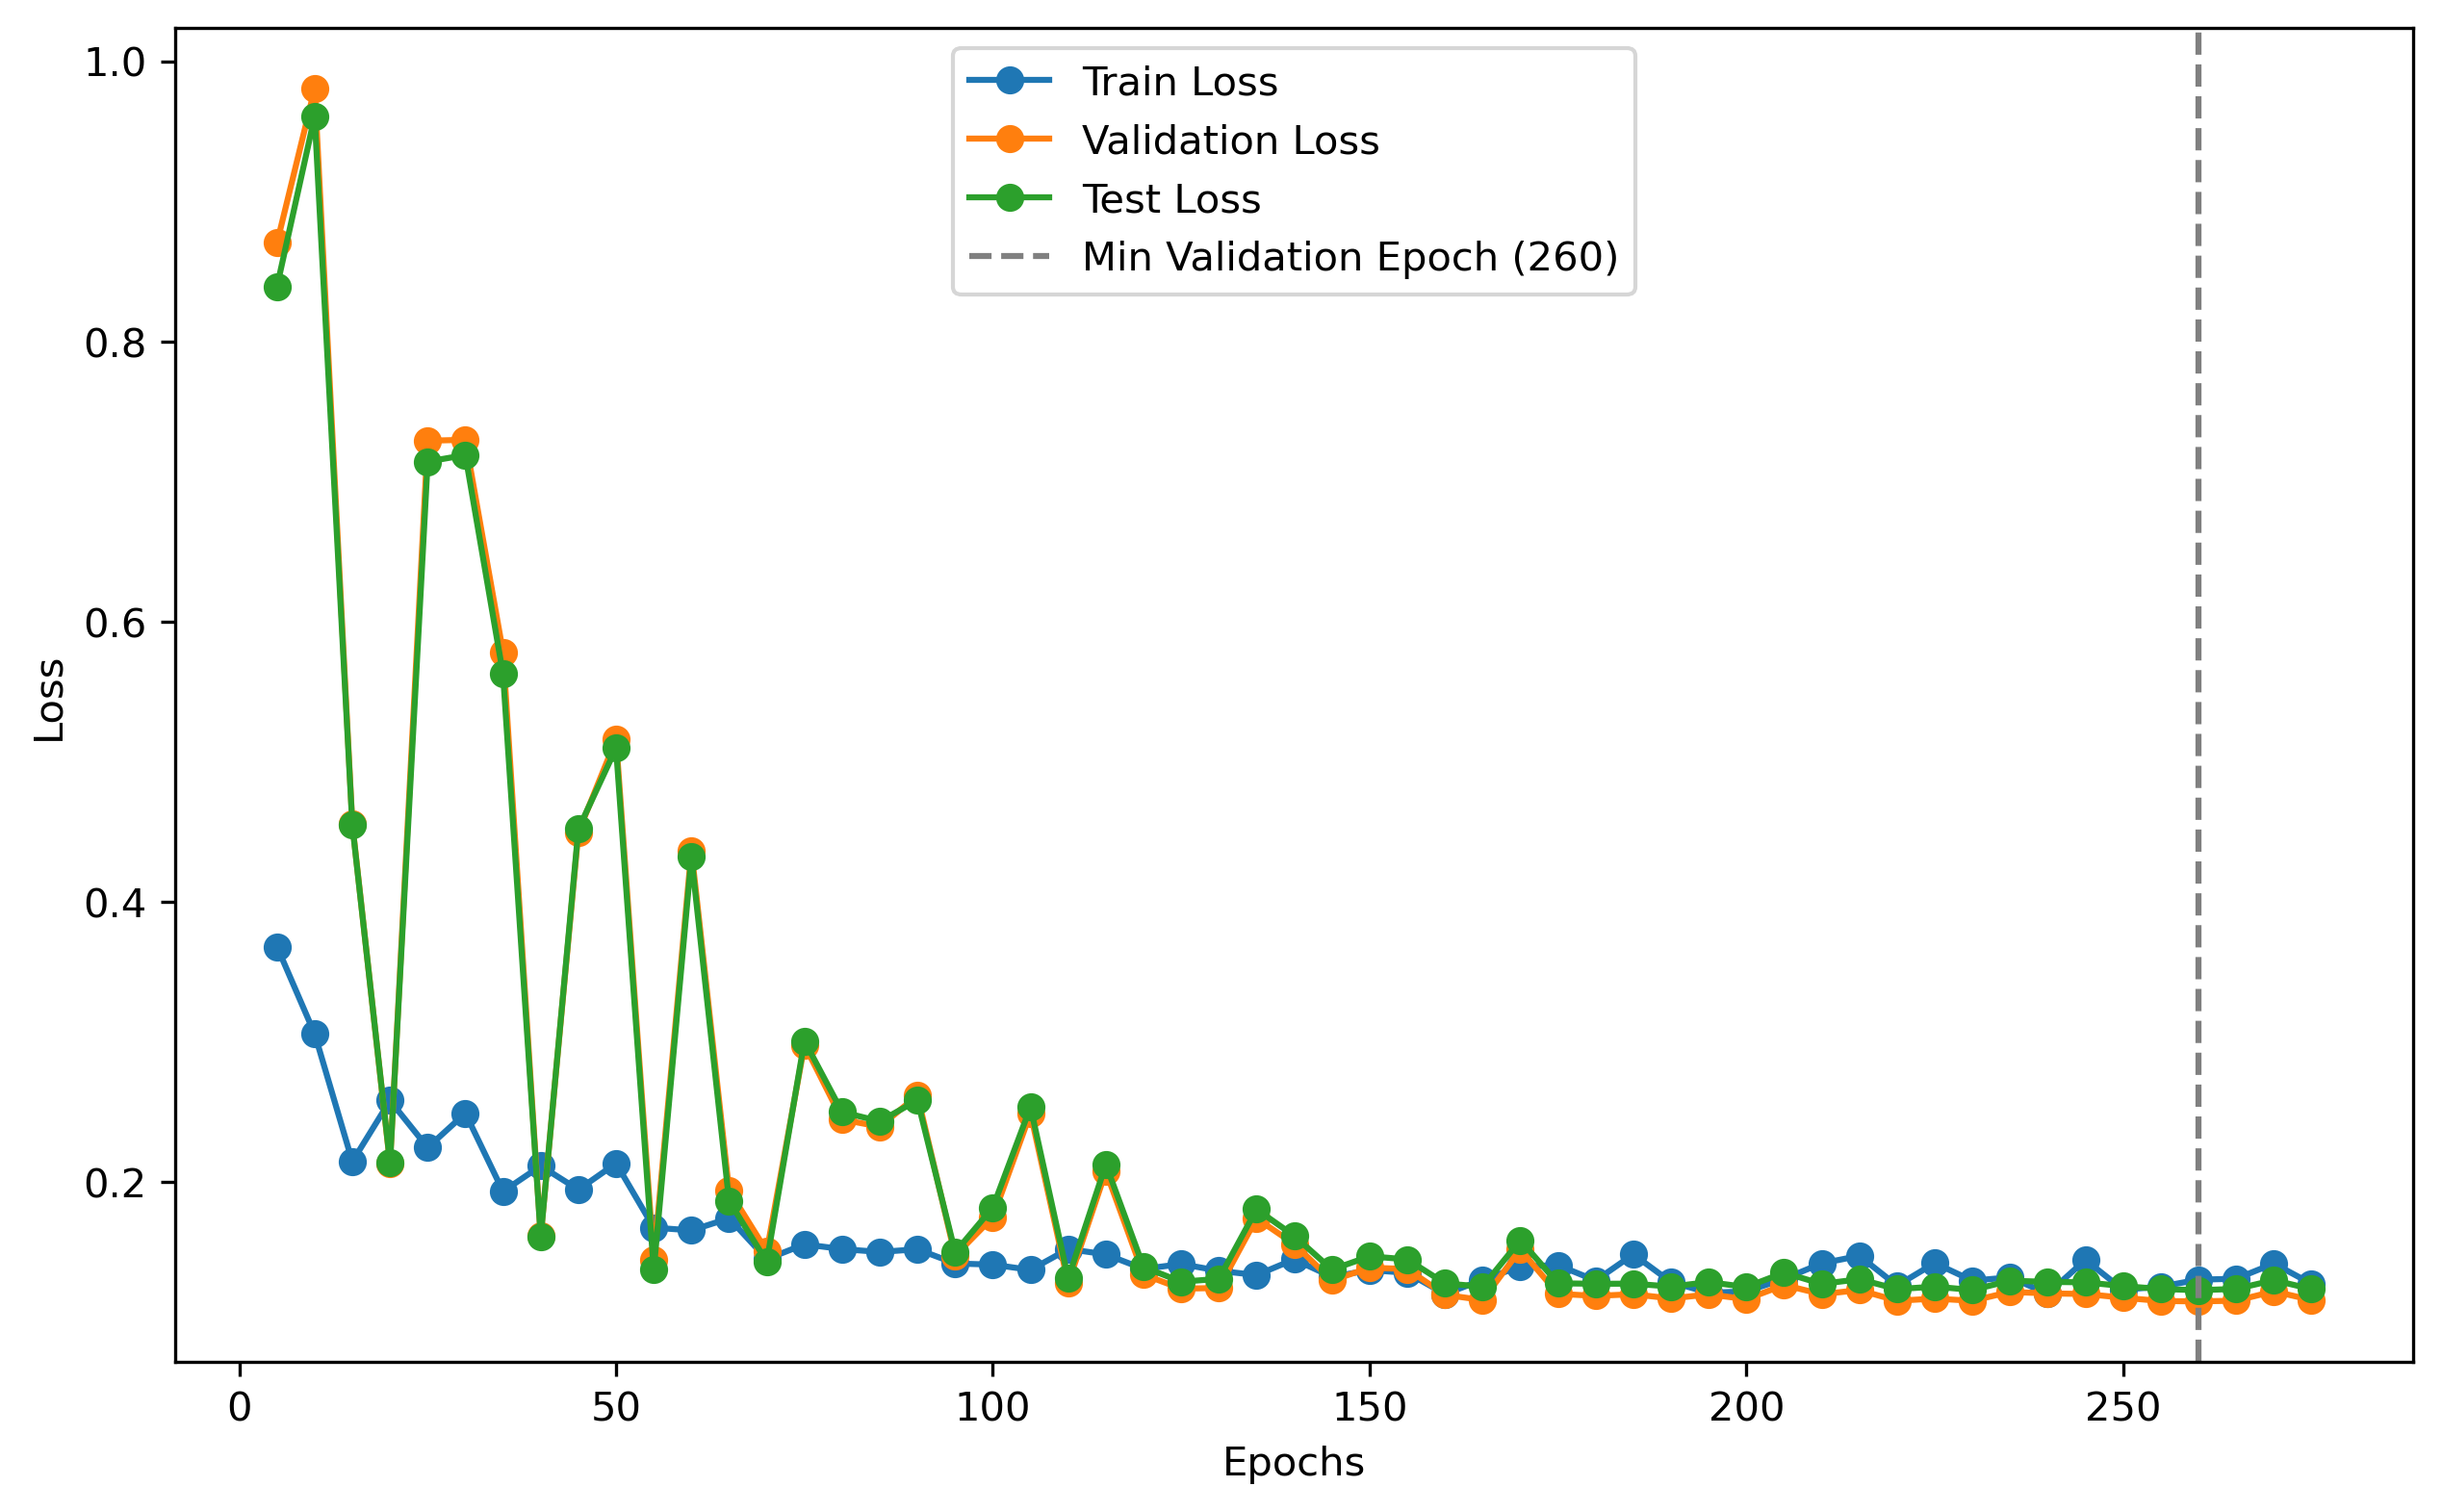 1.0
0.8
0.6
0.4
0.2
Loss
Train Loss
Validation Loss
Test Loss
Min Validation Epoch (260)
0 50 100 150 200 250
Epochs